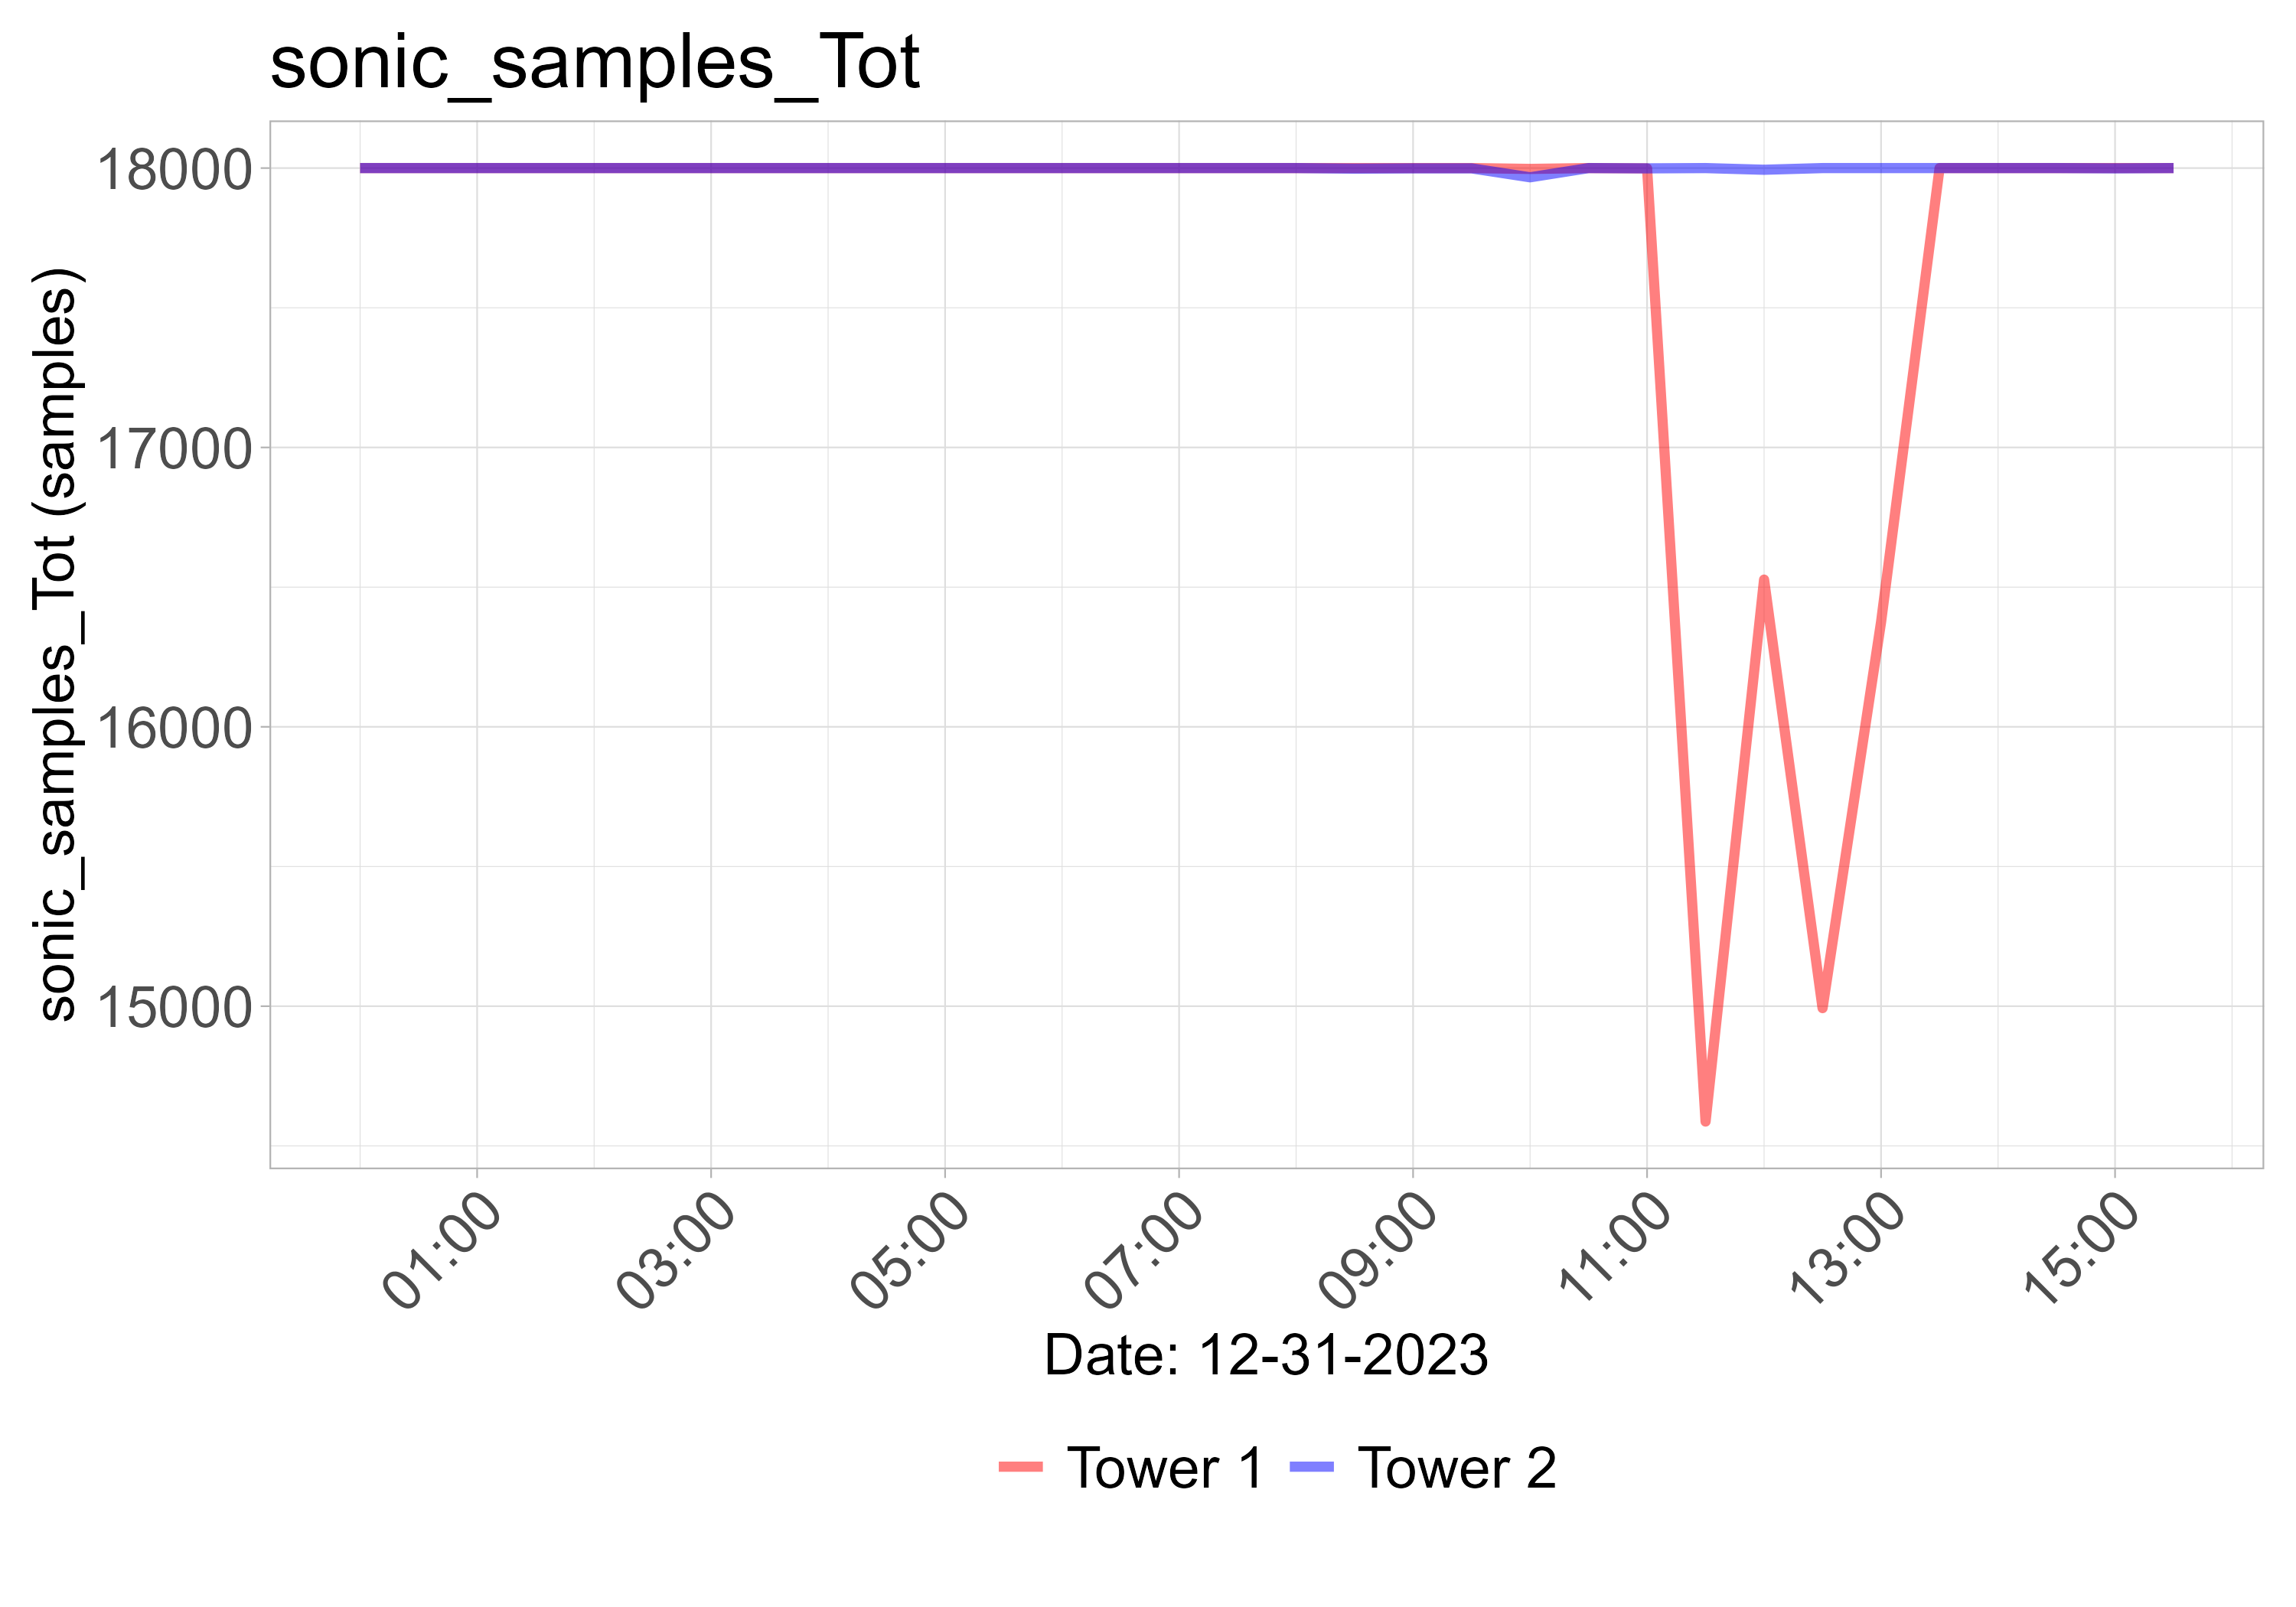 sonic_samples_Tot
sonic_samples_Tot (samples)
18000
17000
16000
15000
01:00 03:00 05:00 07:00 09:00 11:00 13:00 15:00
Date: 12-31-2023
Tower 1 Tower 2